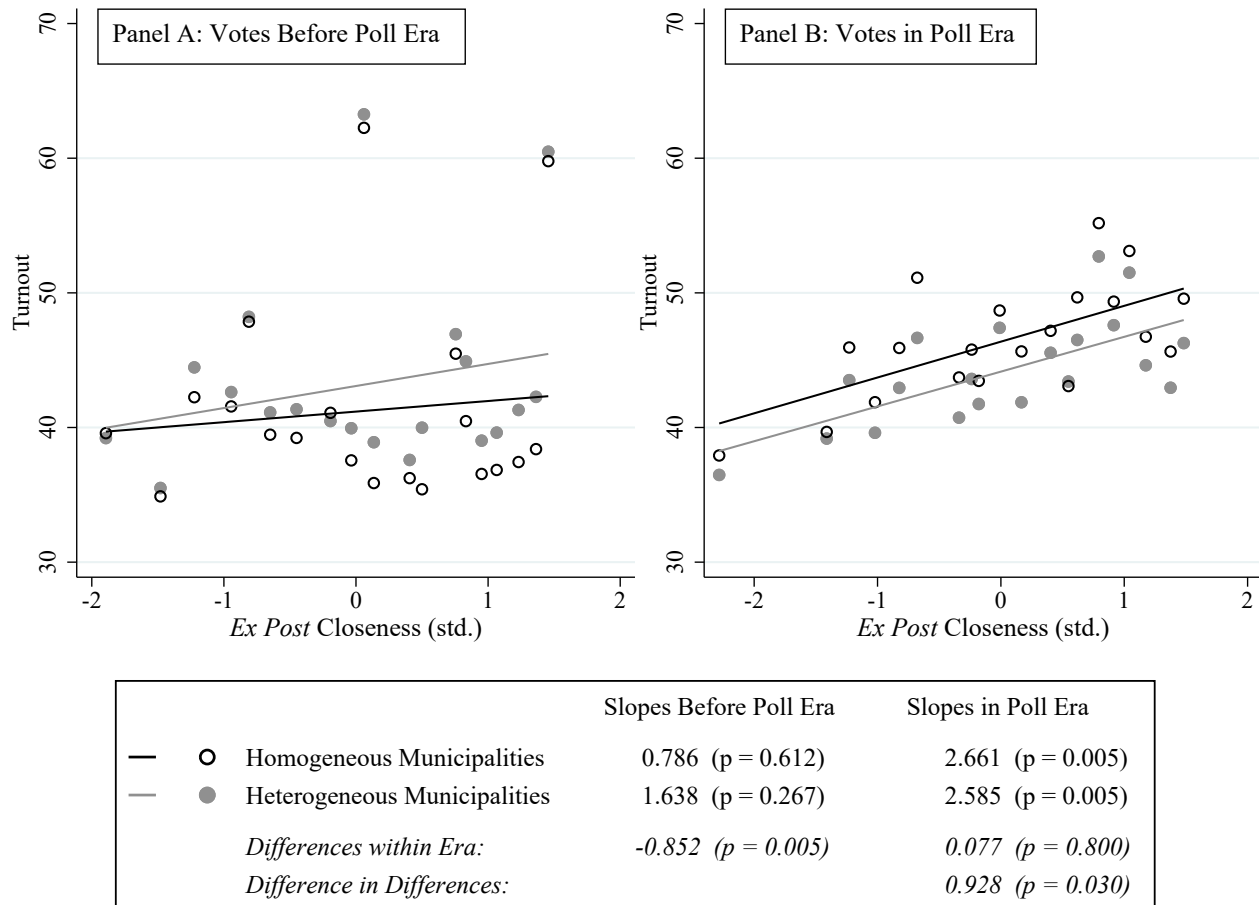 Panel A: Votes Before Poll Era
70
60
50
40
30
Turnout
-2 -1 0 1 2
Ex Post Closeness (std.)
Panel B: Votes in Poll Era
70
60
50
40
30
Turnout
-2 -1 0 1 2
Ex Post Closeness (std.)
Slopes Before Poll Era Slopes in Poll Era
Homogeneous Municipalities 0.786 (p = 0.612) 2.661 (p = 0.005)
Heterogeneous Municipalities 1.638 (p = 0.267) 2.585 (p = 0.005)
Differences within Era: -0.852 (p = 0.005) 0.077 (p = 0.800)
Difference in Differences: 0.928 (p = 0.030)